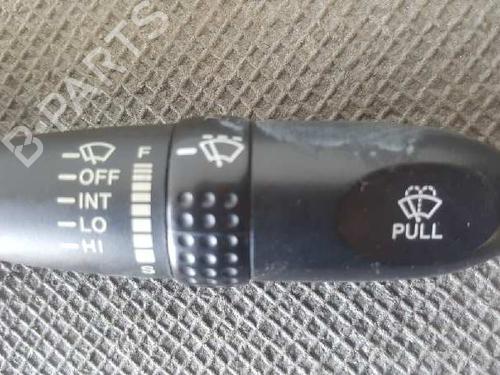 B-PARTS
F
OFF
INT
LO
HI
S
PULL